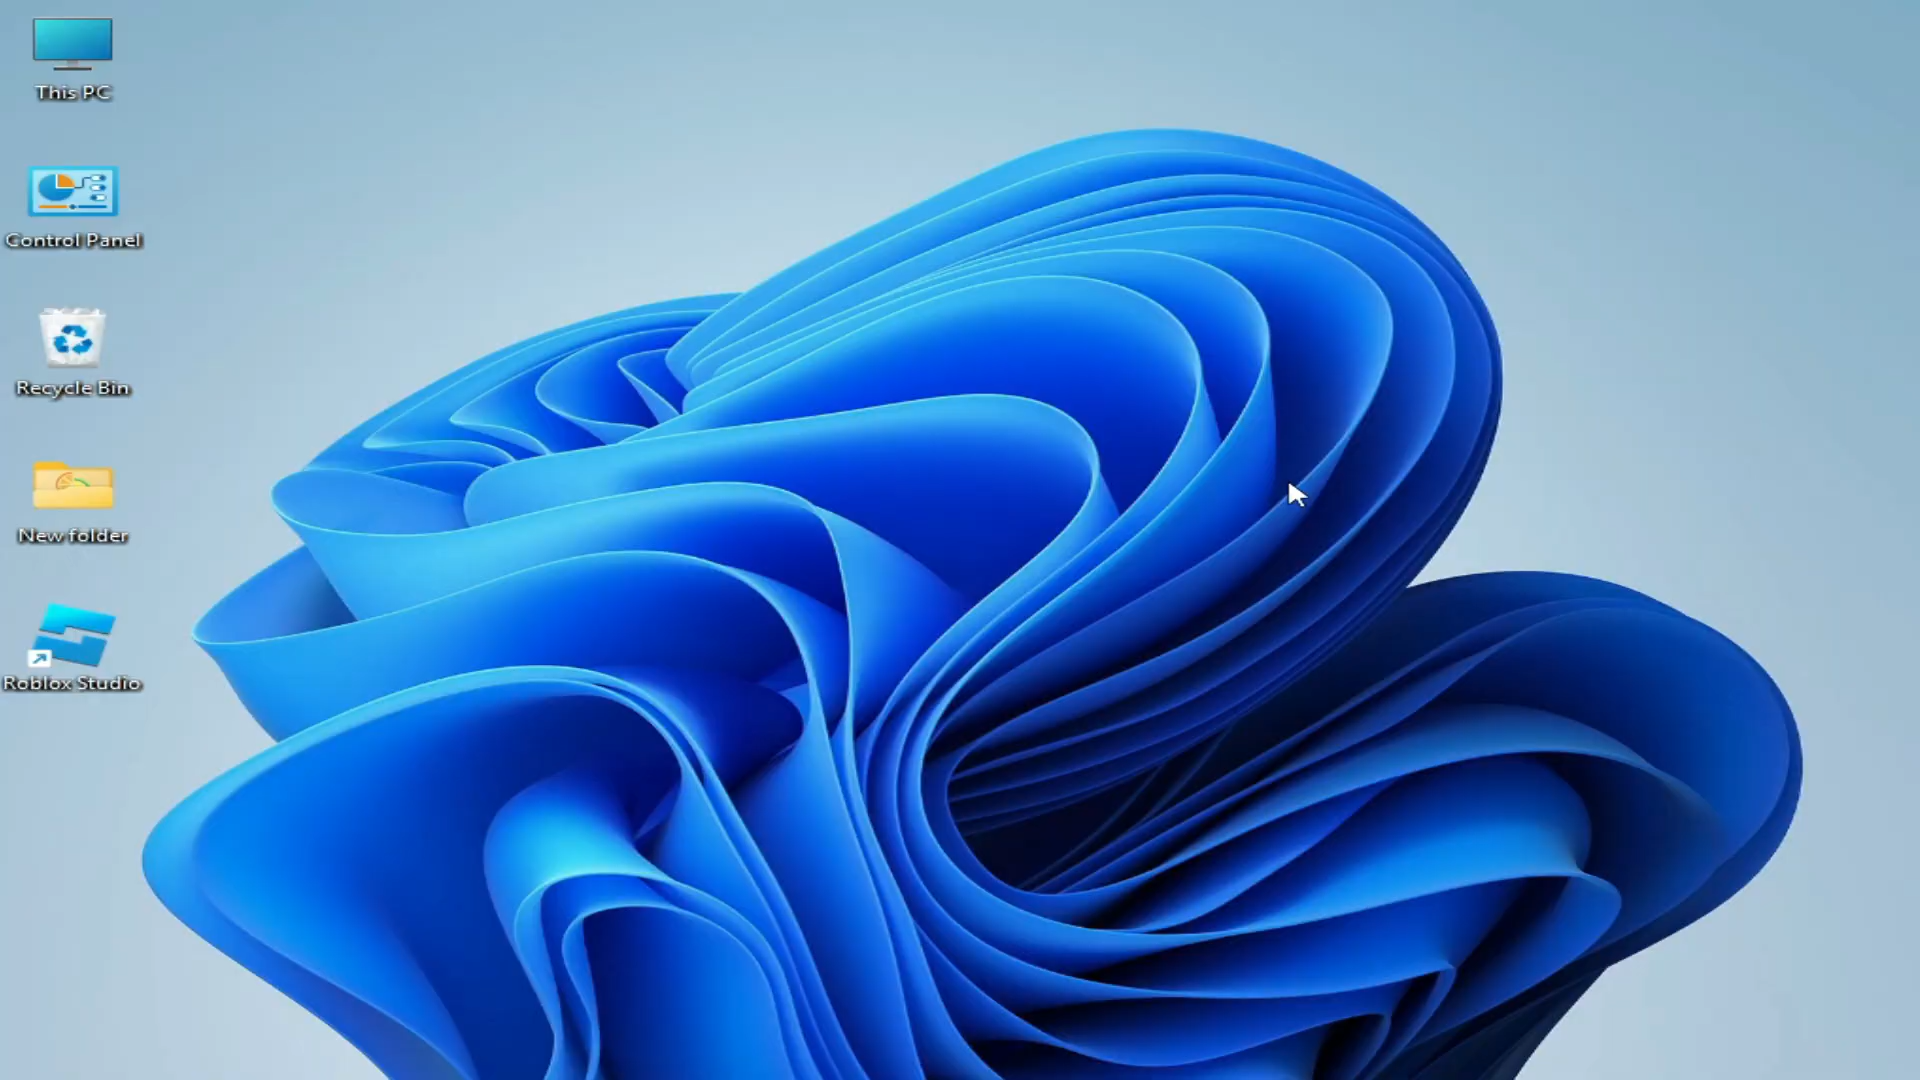 This PC
Control Panel
Recycle Bin
New folder
Roblox Studio